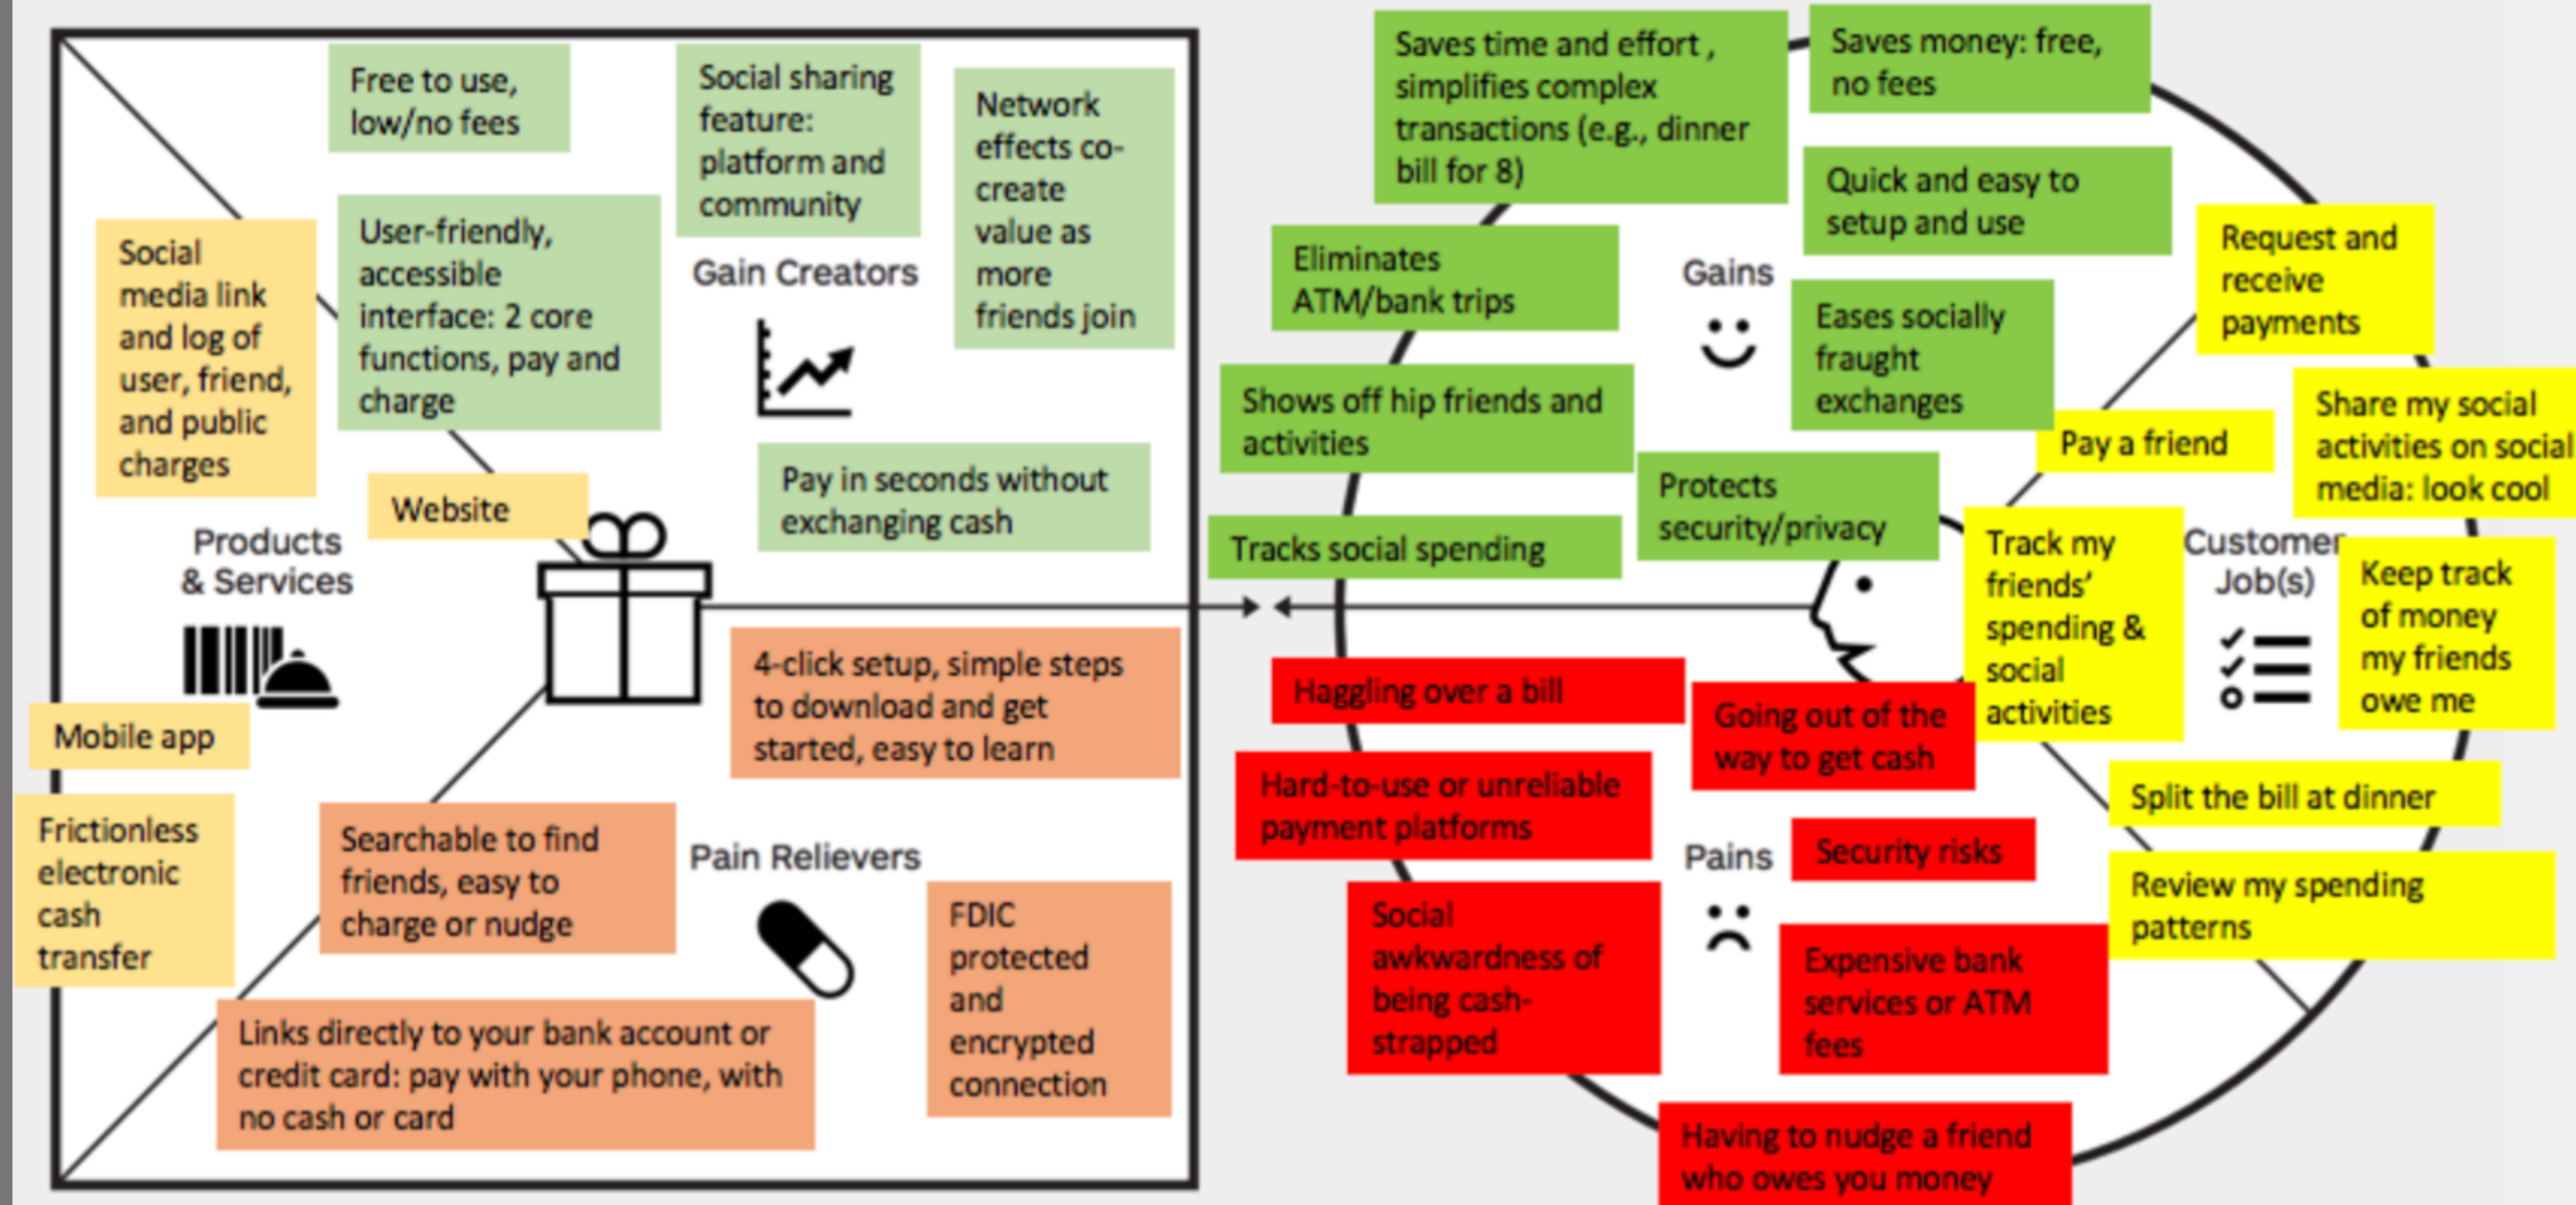 Free to use,
low/no fees
Social sharing
feature:
platform and
community
Network
effects co-
create
value as
more
friends join
Social
media link
and log of
user, friend,
and public
charges
User-friendly,
accessible
interface: 2 core
functions, pay and
charge
Gain Creators
Website
Pay in seconds without
exchanging cash
Products
& Services
Mobile app
Frictionless
electronic
cash
transfer
4-click setup, simple steps
to download and get
started, easy to learn
Searchable to find
friends, easy to
charge or nudge
Pain Relievers
FDIC
protected
and
encrypted
connection
Links directly to your bank account or
credit card: pay with your phone, with
no cash or card
Saves time and effort ,
simplifies complex
transactions (e.g., dinner
bill for 8)
Saves money: free,
no fees
Quick and easy to
setup and use
Eliminates
ATM/bank trips
Gains
Eases socially
fraught
exchanges
Shows off hip friends and
activities
Protects
security/privacy
Tracks social spending
Request and
receive
payments
Pay a friend
Share my social
activities on social
media: look cool
Track my
friends'
spending &
social
activities
Customer
Job(s)
Keep track
of money
my friends
owe me
Split the bill at dinner
Review my spending
patterns
Haggling over a bill
Going out of the
way to get cash
Hard-to-use or unreliable
payment platforms
Pains
Security risks
Social
awkwardness of
being cash-
strapped
Expensive bank
services or ATM
fees
Having to nudge a friend
who owes you money